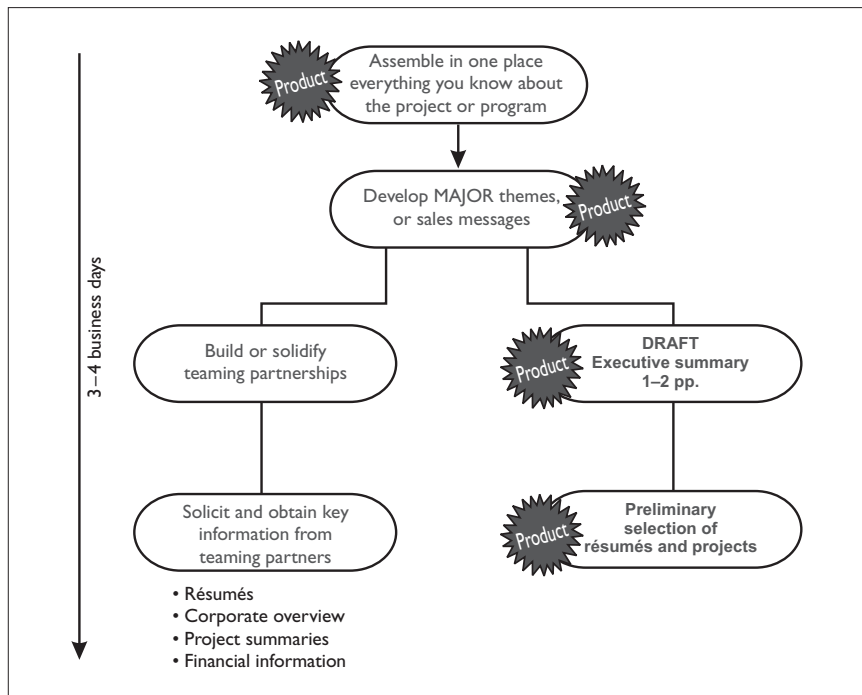 Product
Assemble in one place
everything you know about
the project or program
Develop MAJOR themes,
or sales messages
Product
3–4 business days
Build or solidify
teaming partnerships
Product
DRAFT
Executive summary
1–2 pp.
Solicit and obtain key
information from
teaming partners
Product
Preliminary
selection of
résumés and projects
• Résumés
• Corporate overview
• Project summaries
• Financial information